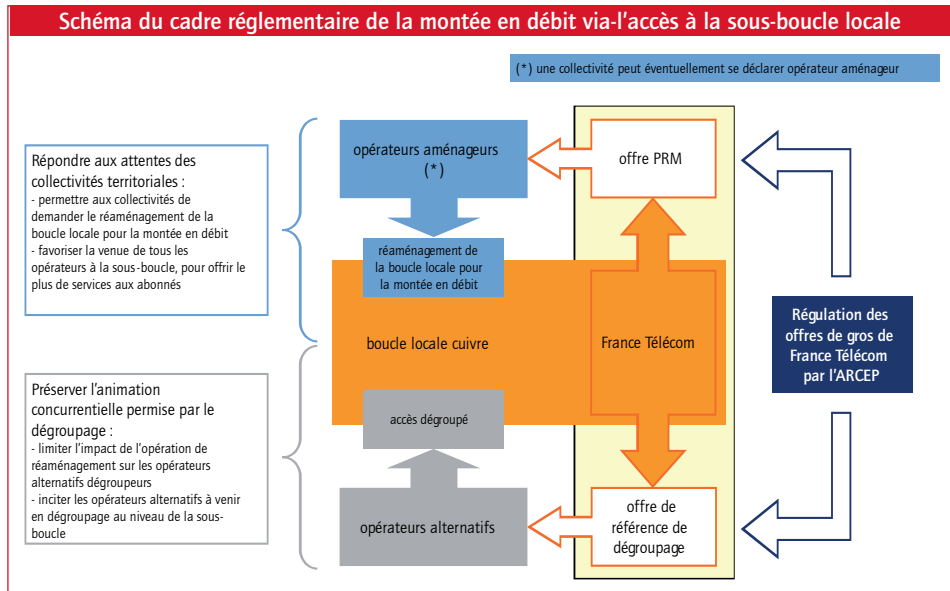 Schéma du cadre réglementaire de la montée en débit via-l'accès à la sous-boucle locale
(*) une collectivité peut éventuellement se déclarer opérateur aménageur
Répondre aux attentes des
collectivités territoriales :
- permettre aux collectivités de
demander le réaménagement de la
boucle locale pour la montée en débit
- favoriser la venue de tous les
opérateurs à la sous-boucle, pour offrir le
plus de services aux abonnés
Préserver l'animation
concurrentielle permise par le
dégroupage :
- limiter l'impact de l'opération de
réaménagement sur les opérateurs
alternatifs dégroupeurs
- inciter les opérateurs alternatifs à venir
en dégroupage au niveau de la sous-
boucle
opérateurs aménageurs
(*)
réaménagement de
la boucle locale pour
la montée en débit
boucle locale cuivre
accès dégroupé
opérateurs alternatifs
offre PRM
France Télécom
offre de
référence de
dégroupage
Régulation des
offres de gros de
France Télécom
par l'ARCEP